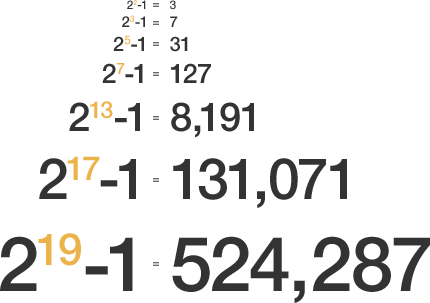 2²-1 = 3
2³-1 = 7
2⁵-1 = 31
2⁷-1 = 127
2¹³-1 = 8,191
2¹⁷-1 = 131,071
2¹⁹-1 = 524,287